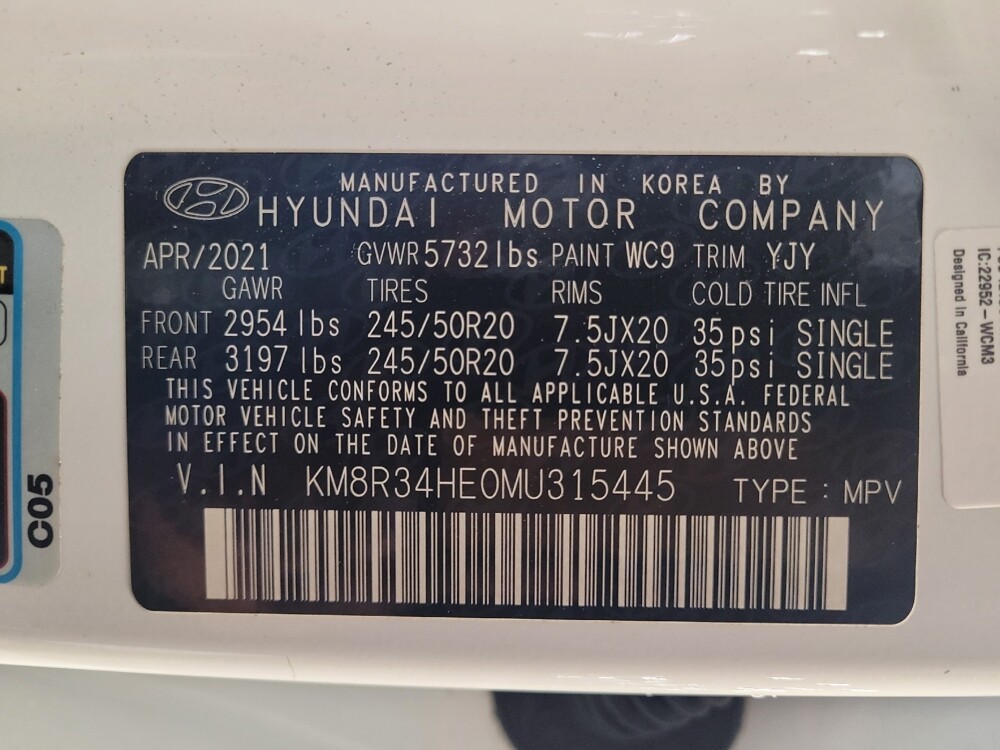 MANUFACTURED IN KOREA BY
HYUNDAI MOTOR COMPANY
APR/2021 GVWR 5732lbs PAINT WC9 TRIM YJY
GAWR TIRES RIMS COLD TIRE INFL
FRONT 2954 lbs 245/50R20 7.5JX20 35psi SINGLE
REAR 3197 lbs 245/50R20 7.5JX20 35psi SINGLE
THIS VEHICLE CONFORMS TO ALL APPLICABLE U.S.A. FEDERAL
MOTOR VEHICLE SAFETY AND THEFT PREVENTION STANDARDS
IN EFFECT ON THE DATE OF MANUFACTURE SHOWN ABOVE
V.I.N KM8R34HE0MU315445 TYPE : MPV
C05
IC:22952-WCM3
Designed in California